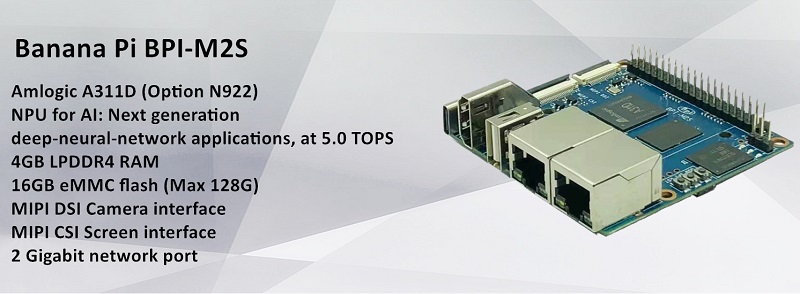 Banana Pi BPI-M2S
Amlogic A311D (Option N922)
NPU for AI: Next generation
deep-neural-network applications, at 5.0 TOPS
4GB LPDDR4 RAM
16GB eMMC flash (Max 128G)
MIPI DSI Camera interface
MIPI CSI Screen interface
2 Gigabit network port
BPI-M2S